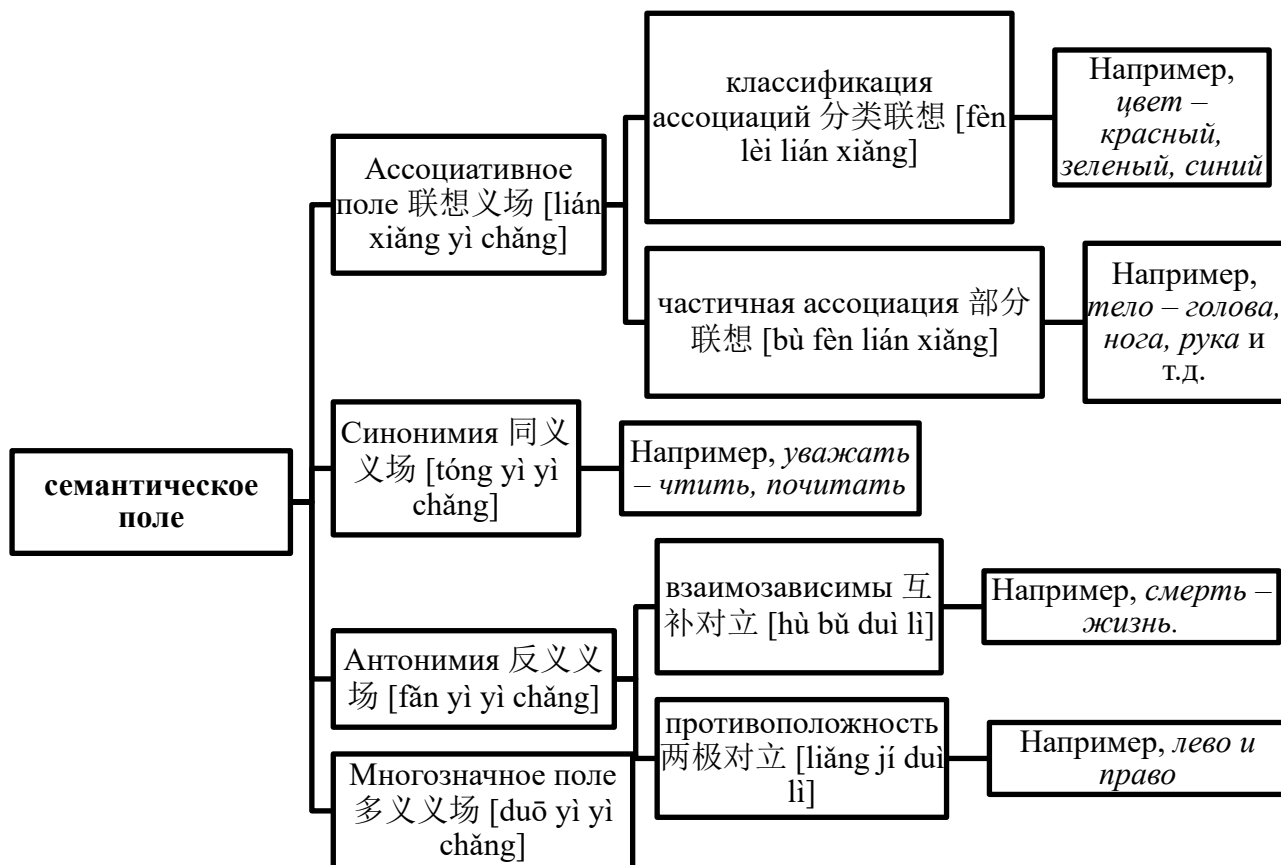 семантическое
поле
Ассоциативное
поле 联想义场 [lián
xiǎng yì chǎng]
классификация
ассоциаций 分类联想 [fèn
lèi lián xiǎng]
Например,
цвет –
красный,
зеленый, синий
частичная ассоциация 部分
联想 [bù fèn lián xiǎng]
Например,
тело – голова,
нога, рука и
т.д.
Синонимия 同义
义场 [tóng yì yì
chǎng]
Например, уважать
– чтить, почитать
Антонимия 反义义
场 [fǎn yì yì chǎng]
взаимозависимы 互
补对立 [hù bǔ duì lì]
Например, смерть –
жизнь.
противоположность
两极对立 [liǎng jí duì
lì]
Например, лево и
право
Многозначное поле
多义义场 [duō yì yì
chǎng]